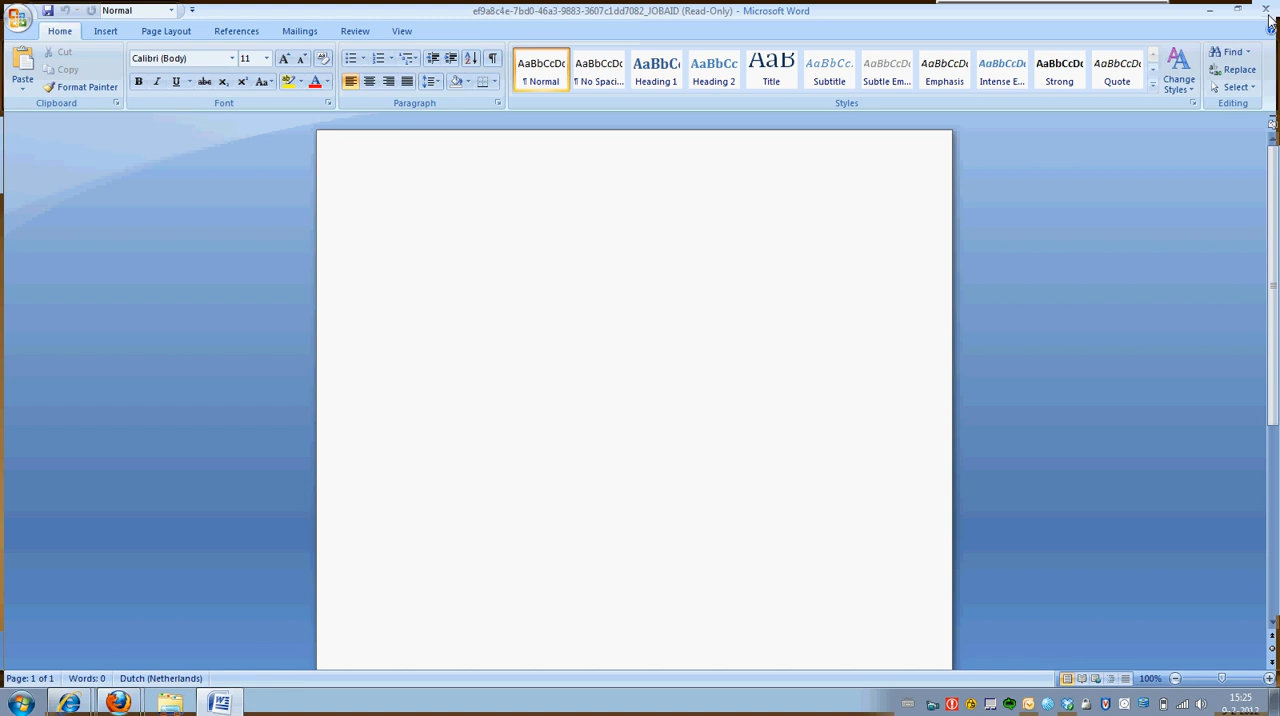 Normal
ef9a8c4e-7bd0-46a3-9883-3607c1dd7082_JOBAID (Read-Only) - Microsoft Word
Home Insert Page Layout References Mailings Review View
Paste
Cut
Copy
Format Painter
Clipboard
Calibri (Body) 11
Font
Paragraph
AaBbCcDc AaBbCcDc AaBbC AaBbCc AaB AaBbCc. AaBbCcDc AaBbCcDc AaBbCcDc AaBbCcDc AaBbCcDc
¶ Normal ¶ No Spaci... Heading 1 Heading 2 Title Subtitle Subtle Em... Emphasis Intense E... Strong Quote
Change Styles
Styles
Find
Replace
Select
Editing
Page: 1 of 1 Words: 0 Dutch (Netherlands) 100%
15:25
9-2-2012